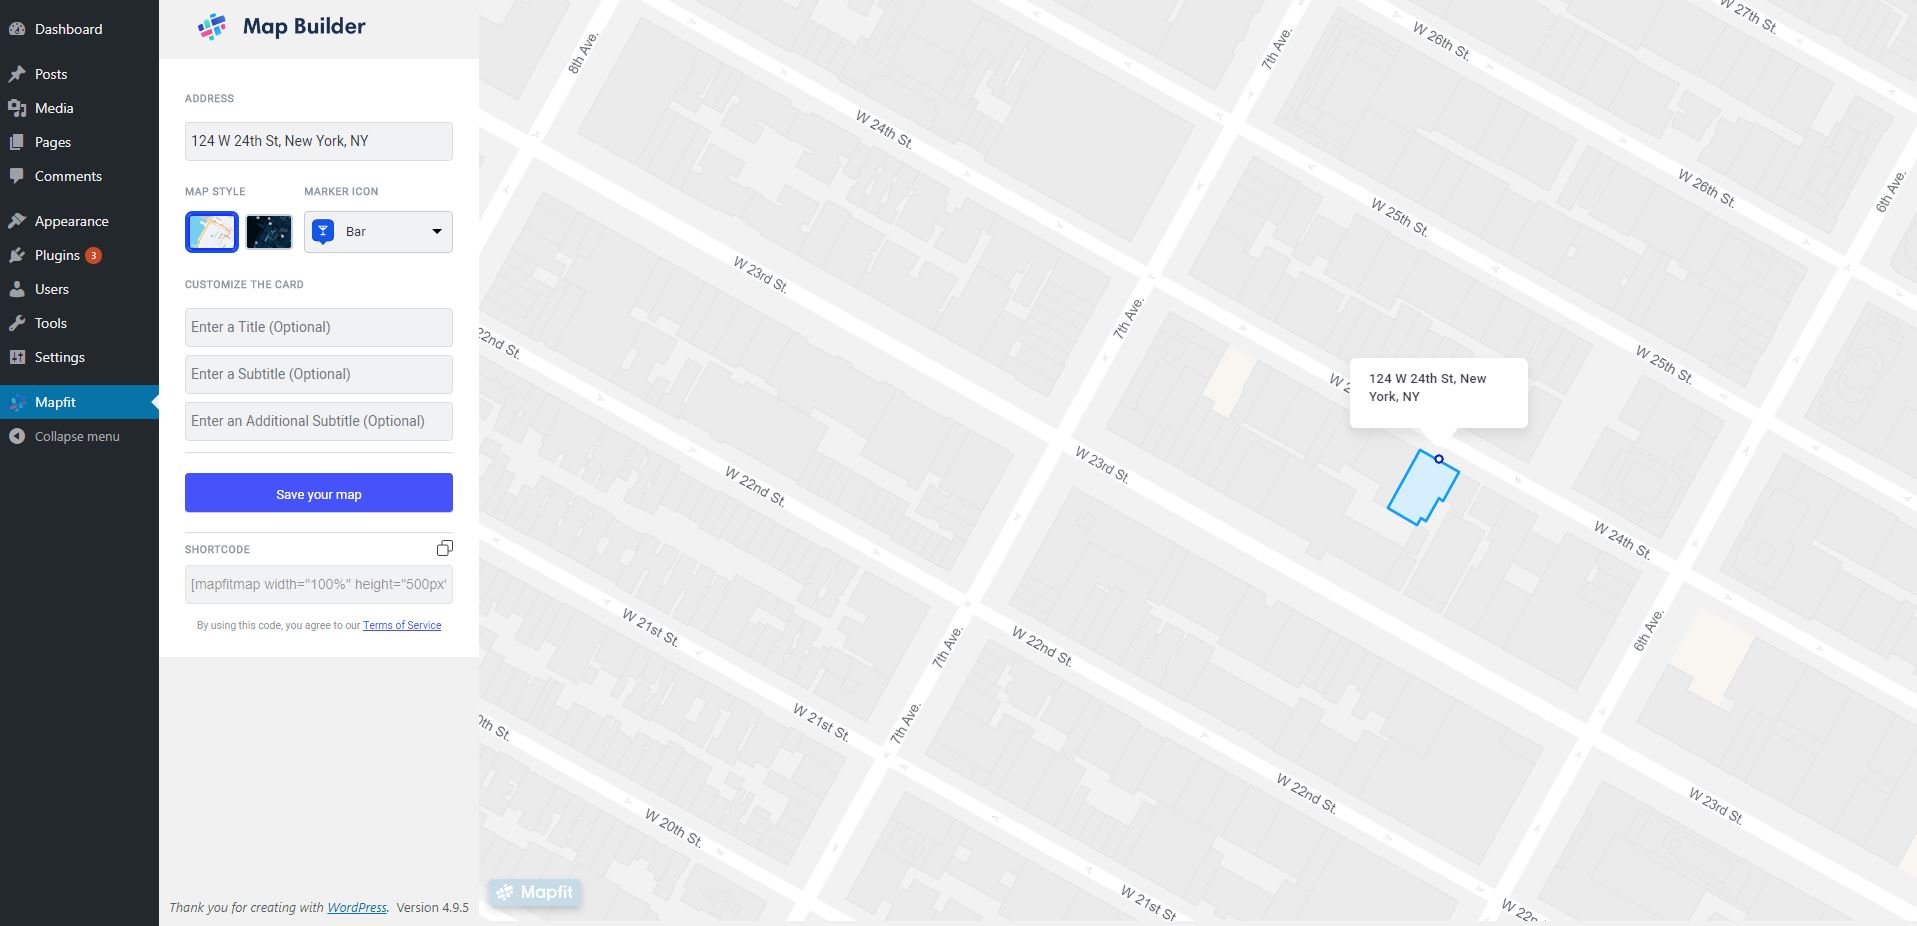 Dashboard
Posts
Media
Pages
Comments
Appearance
Plugins 3
Users
Tools
Settings
Mapfit
Collapse menu
Map Builder
ADDRESS
124 W 24th St, New York, NY
MAP STYLE
MARKER ICON
Bar
CUSTOMIZE THE CARD
Enter a Title (Optional)
Enter a Subtitle (Optional)
Enter an Additional Subtitle (Optional)
Save your map
SHORTCODE
[mapfitmap width="100%" height="500px"
By using this code, you agree to our Terms of Service
Thank you for creating with WordPress. Version 4.9.5
8th Ave.
7th Ave.
W 26th St.
W 27th St.
W 24th St.
W 25th St.
W 26th St.
6th Ave.
W 23rd St.
7th Ave.
22nd St.
W 25th St.
124 W 24th St, New
York, NY
W 23rd St.
W 22nd St.
W 24th St.
W 21st St.
7th Ave.
W 22nd St.
6th Ave.
W 21st St.
7th Ave.
W 22nd St.
W 23rd St.
W 20th St.
Mapfit
W 21st St